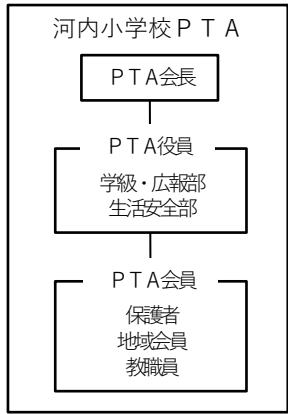 河内小学校ＰＴＡ
ＰＴＡ会長
ＰＴＡ役員
学級・広報部
生活安全部
ＰＴＡ会員
保護者
地域会員
教職員